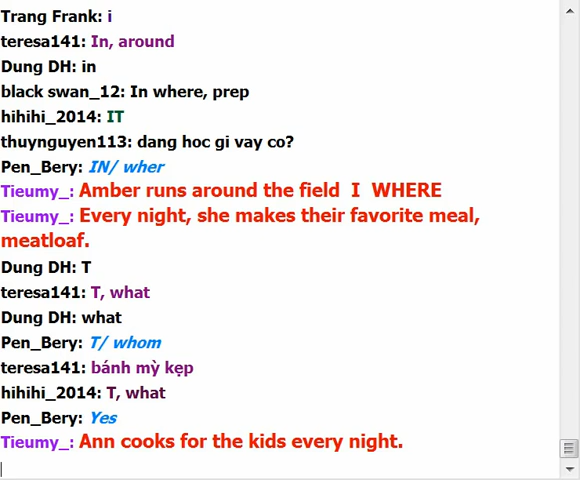 Trang Frank: i
teresa141: In, around
Dung DH: in
black swan_12: In where, prep
hihihi_2014: IT
thuynguyen113: dang hoc gi vay co?
Pen_Bery: IN/ wher
Tieumy_: Amber runs around the field  I  WHERE
Tieumy_: Every night, she makes their favorite meal,
meatloaf.
Dung DH: T
teresa141: T, what
Dung DH: what
Pen_Bery: T/ whom
teresa141: bánh mỳ kẹp
hihihi_2014: T, what
Pen_Bery: Yes
Tieumy_: Ann cooks for the kids every night.